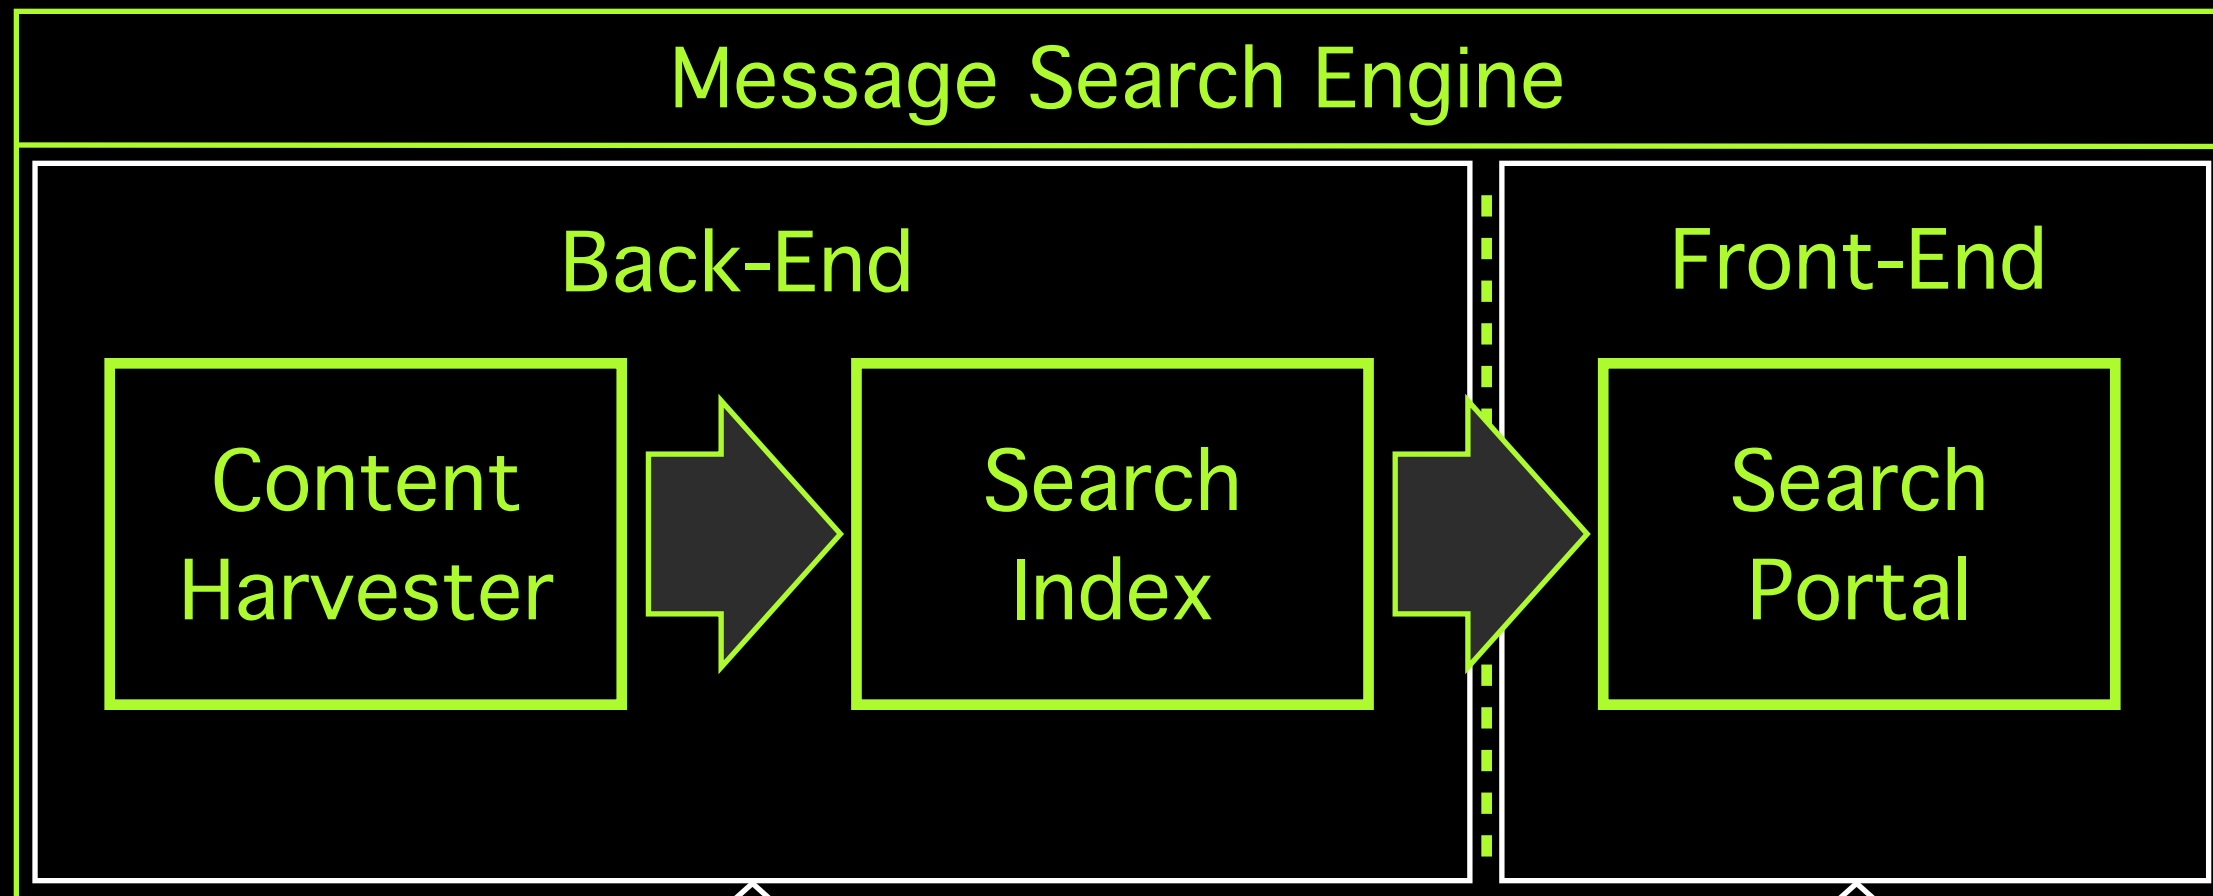 Message Search Engine
Back-End
Front-End
Content
Harvester
Search
Index
Search
Portal